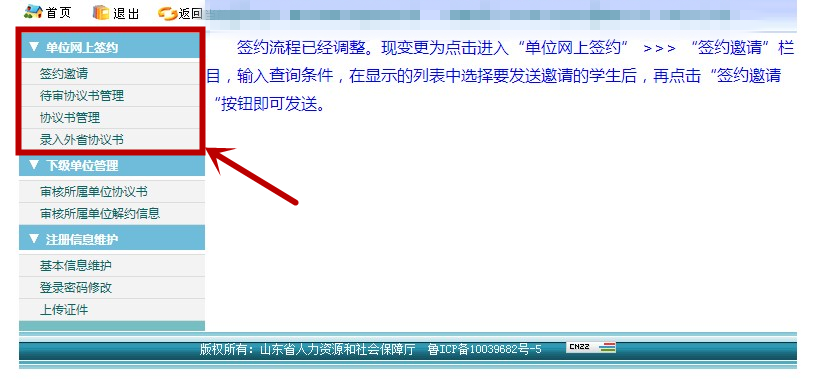 首页 退出 返回
▼ 单位网上签约
签约邀请
待审协议书管理
协议书管理
录入外省协议书
▼ 下级单位管理
审核所属单位协议书
审核所属单位解约信息
▼ 注册信息维护
基本信息维护
登录密码修改
上传证件
签约流程已经调整。现变更为点击进入“单位网上签约” >>> “签约邀请”栏
目，输入查询条件，在显示的列表中选择要发送邀请的学生后，再点击“签约邀请
“按钮即可发送。
版权所有：山东省人力资源和社会保障厅 鲁ICP备10039682号-5 CNZZ